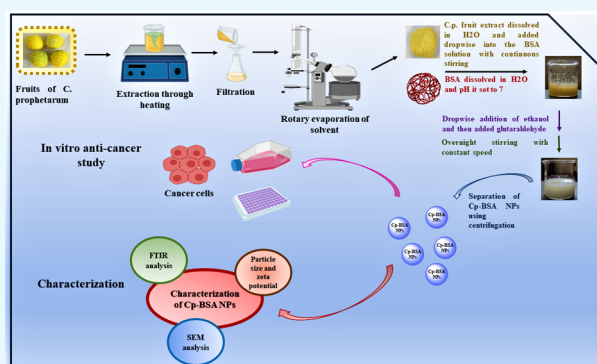 C.p. fruit extract dissolved
in H2O and added
dropwise into the BSA
solution with continuous
stirring
BSA dissolved in H2O
and pH it set to 7
Fruits of C.
prophetarum
Extraction through
heating
Filtration
Rotary evaporation of
solvent
Dropwise addition of ethanol
and then added glutaraldehyde
Overnight stirring with
constant speed
In vitro anti-cancer
study
Cancer cells
Separation of
Cp-BSA NPs
using
centrifugation
Cp-BSA
NPs
Cp-BSA
NPs
Cp-BSA
NPs
Cp-BSA
NPs
Cp-BSA
NPs
Characterization
FTIR
analysis
Particle
size and
zeta
potential
Characterization
of Cp-BSA NPs
SEM
analysis